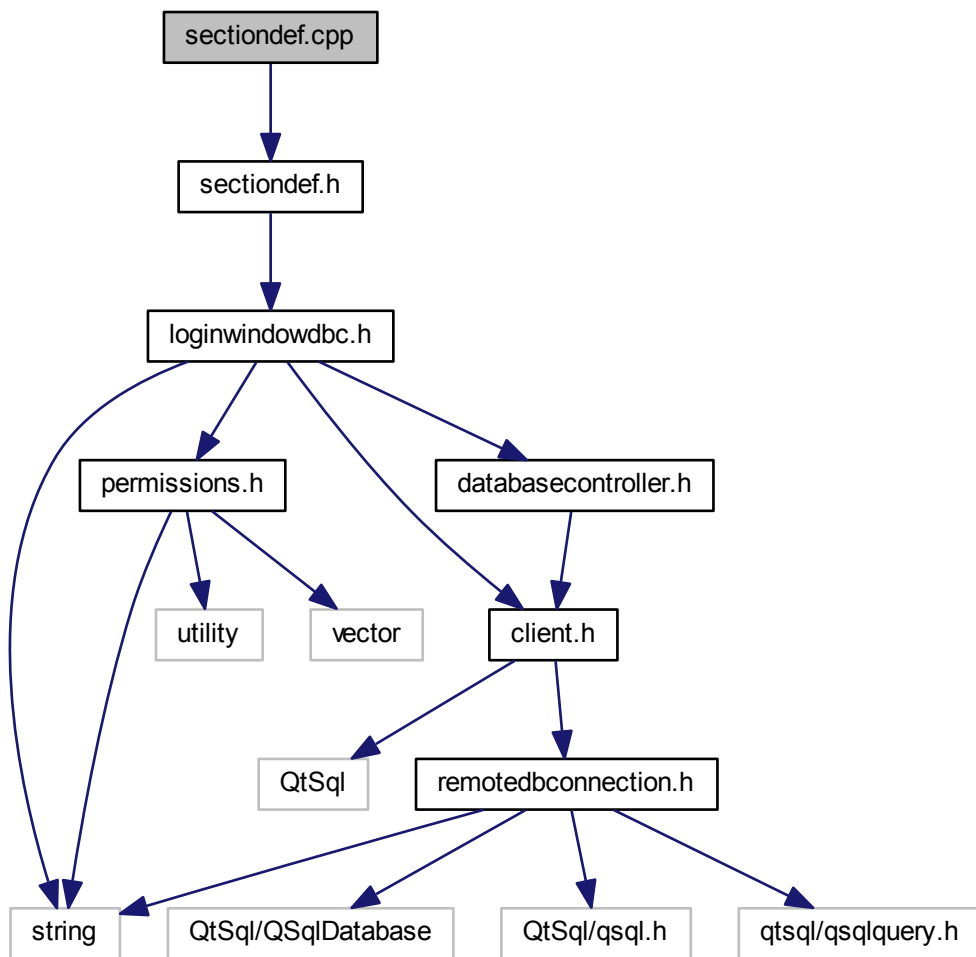 sectiondef.cpp
sectiondef.h
loginwindowdbc.h
permissions.h
databasecontroller.h
utility
vector
client.h
QtSql
remotedbconnection.h
string
QtSql/QSqlDatabase
QtSql/qsql.h
qtsql/qsqlquery.h